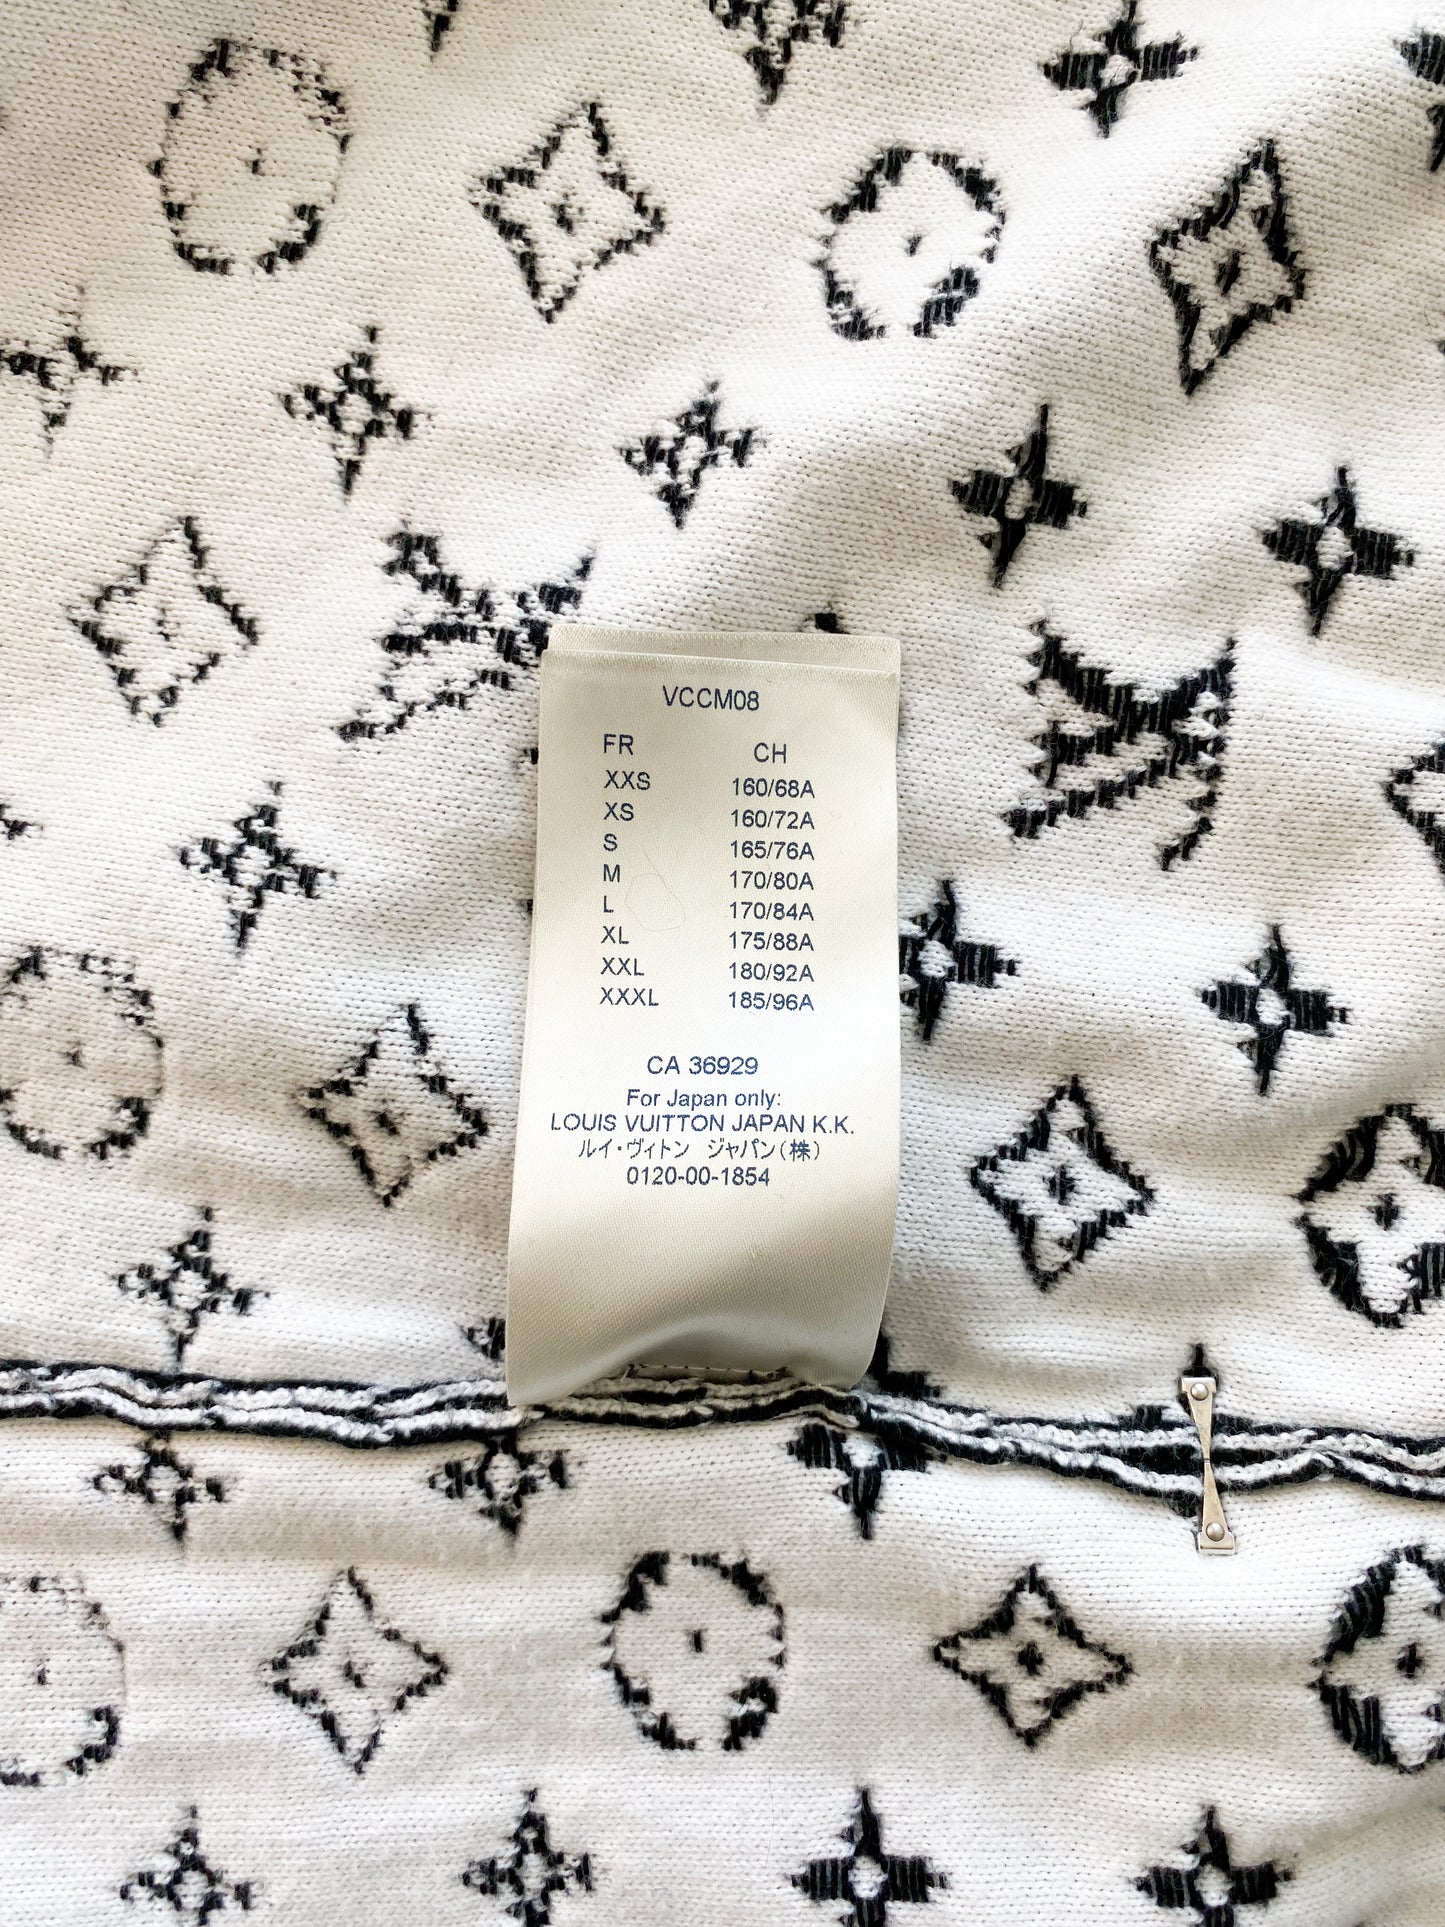 VCCM08
FR CH
XXS 160/68A
XS 160/72A
S 165/76A
M 170/80A
L 170/84A
XL 175/88A
XXL 180/92A
XXXL 185/96A
CA 36929
For Japan only:
LOUIS VUITTON JAPAN K.K.
ルイ・ヴィトン ジャパン(株)
0120-00-1854